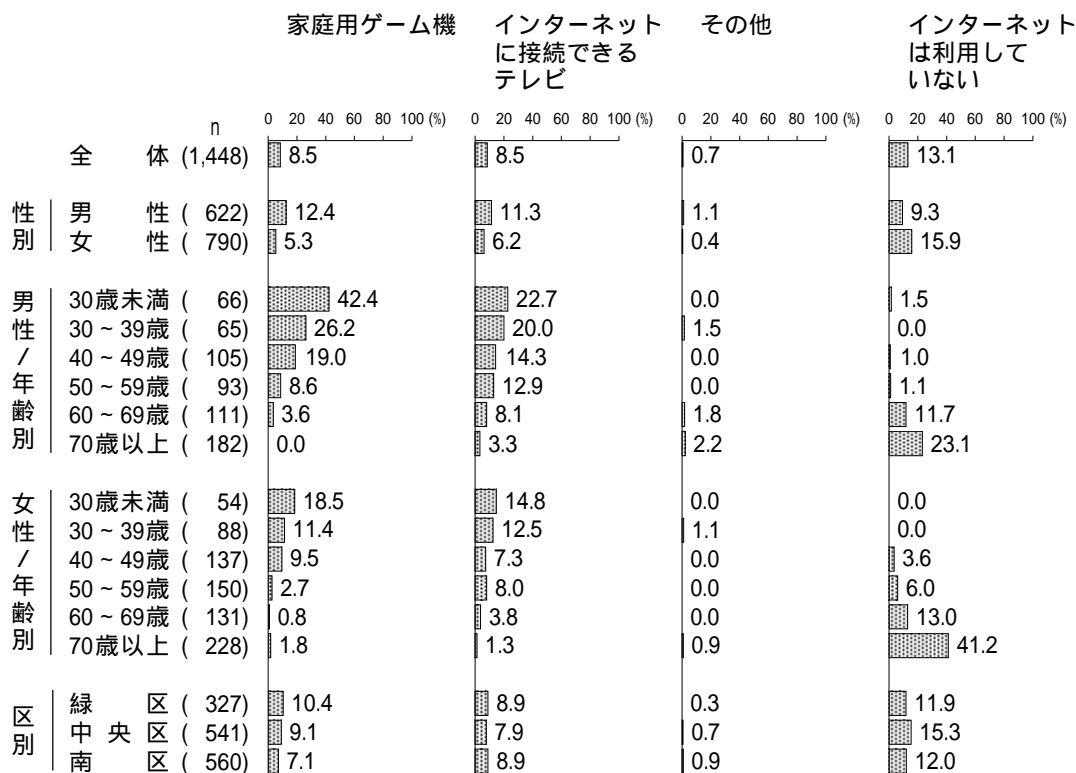 家庭用ゲーム機 インターネットに接続できるテレビ その他 インターネットは利用していない
n 0 20 40 60 80 100 (%) 0 20 40 60 80 100 (%) 0 20 40 60 80 100 (%) 0 20 40 60 80 100 (%)
全体 (1,448) 8.5 8.5 0.7 13.1
性別
男性 ( 622) 12.4 11.3 1.1 9.3
女性 ( 790) 5.3 6.2 0.4 15.9
男性/年齢別
30歳未満 ( 66) 42.4 22.7 0.0 1.5
30~39歳 ( 65) 26.2 20.0 1.5 0.0
40~49歳 ( 105) 19.0 14.3 0.0 1.0
50~59歳 ( 93) 8.6 12.9 0.0 1.1
60~69歳 ( 111) 3.6 8.1 1.8 11.7
70歳以上 ( 182) 0.0 3.3 2.2 23.1
女性/年齢別
30歳未満 ( 54) 18.5 14.8 0.0 0.0
30~39歳 ( 88) 11.4 12.5 1.1 0.0
40~49歳 ( 137) 9.5 7.3 0.0 3.6
50~59歳 ( 150) 2.7 8.0 0.0 6.0
60~69歳 ( 131) 0.8 3.8 0.0 13.0
70歳以上 ( 228) 1.8 1.3 0.9 41.2
区別
緑区 ( 327) 10.4 8.9 0.3 11.9
中央区 ( 541) 9.1 7.9 0.7 15.3
南区 ( 560) 7.1 8.9 0.9 12.0